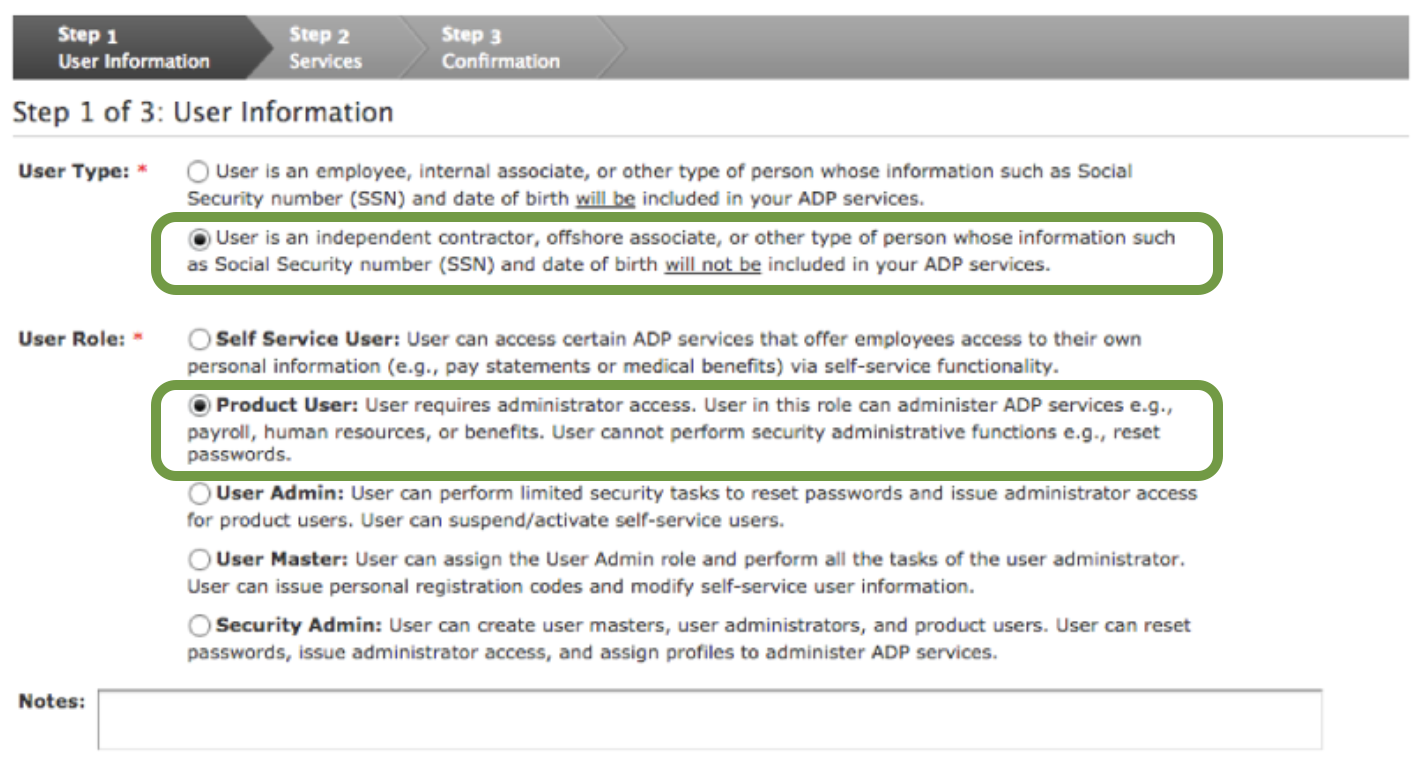 Step 1
User Information
Step 2
Services
Step 3
Confirmation
Step 1 of 3: User Information
User Type: *
User is an employee, internal associate, or other type of person whose information such as Social
Security number (SSN) and date of birth will be included in your ADP services.
User is an independent contractor, offshore associate, or other type of person whose information such
as Social Security number (SSN) and date of birth will not be included in your ADP services.
User Role: *
Self Service User: User can access certain ADP services that offer employees access to their own
personal information (e.g., pay statements or medical benefits) via self-service functionality.
Product User: User requires administrator access. User in this role can administer ADP services e.g.,
payroll, human resources, or benefits. User cannot perform security administrative functions e.g., reset
passwords.
User Admin: User can perform limited security tasks to reset passwords and issue administrator access
for product users. User can suspend/activate self-service users.
User Master: User can assign the User Admin role and perform all the tasks of the user administrator.
User can issue personal registration codes and modify self-service user information.
Security Admin: User can create user masters, user administrators, and product users. User can reset
passwords, issue administrator access, and assign profiles to administer ADP services.
Notes: